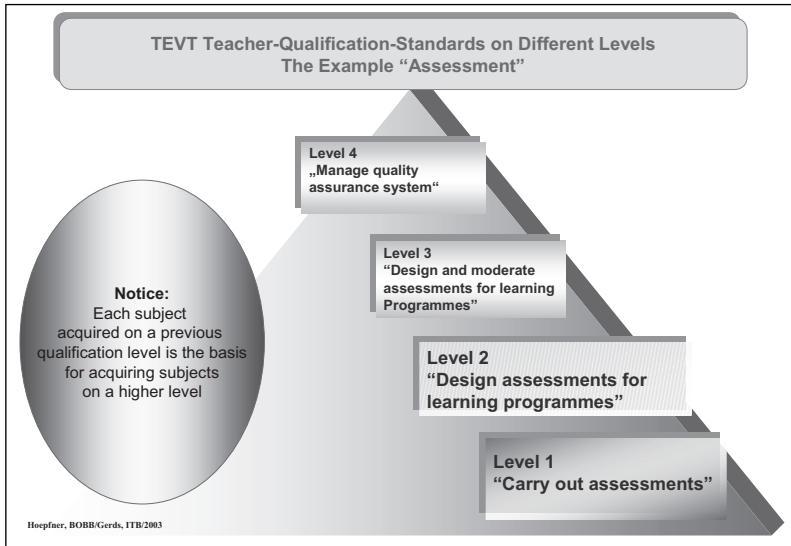 TEVT Teacher-Qualification-Standards on Different Levels
The Example “Assessment”
Level 4
„Manage quality
assurance system“
Level 3
“Design and moderate
assessments for learning
Programmes”
Notice:
Each subject
acquired on a previous
qualification level is the basis
for acquiring subjects
on a higher level
Level 2
“Design assessments for
learning programmes”
Level 1
“Carry out assessments”
Hoepfner, BOBB/Gerds, ITB/2003